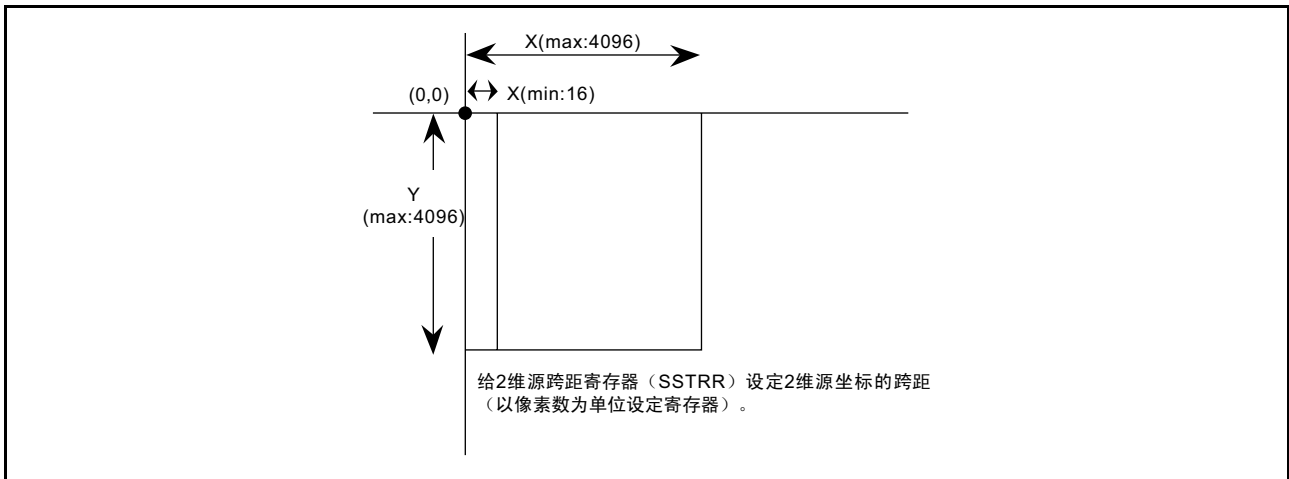 X(max:4096)
(0,0)
X(min:16)
Y
(max:4096)
给2维源跨距寄存器（SSTRR）设定2维源坐标的跨距
（以像素数为单位设定寄存器）。